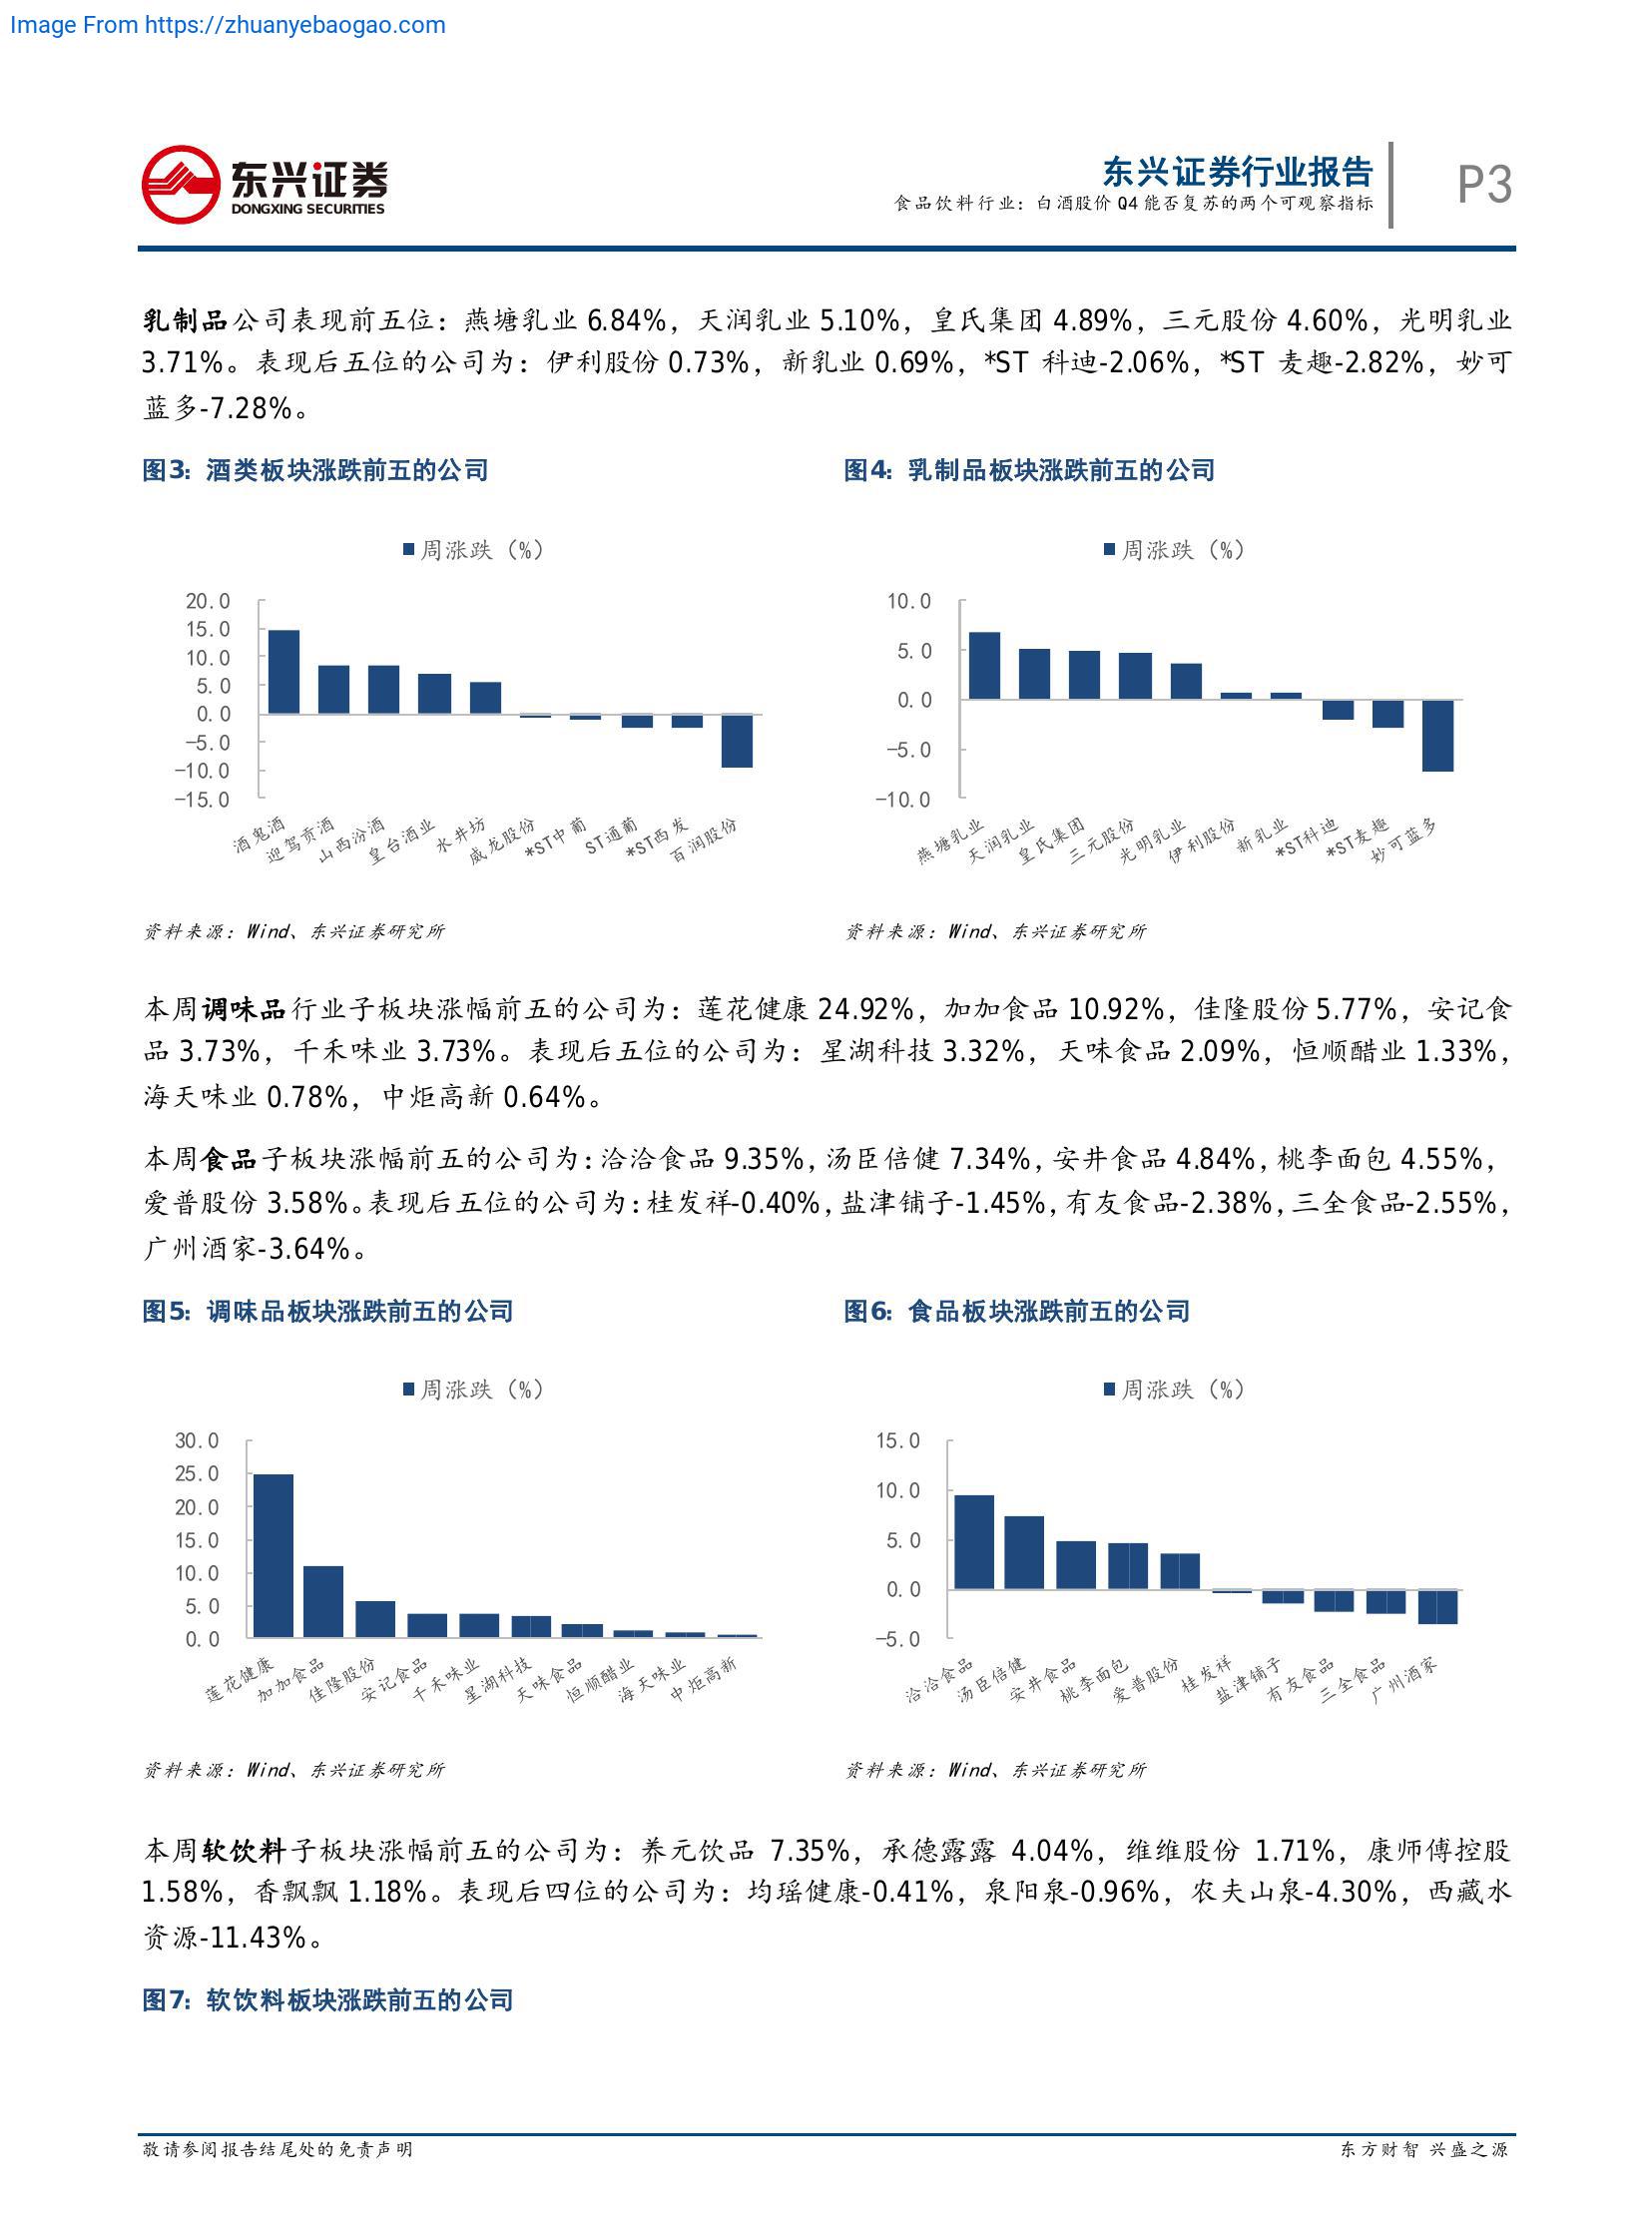 Image From https://zhuanyebaogao.com
东兴证券
DONGXING SECURITIES
东兴证券行业报告
食品饮料行业：白酒股价 Q4 能否复苏的两个可观察指标
P3
乳制品公司表现前五位：燕塘乳业 6.84%，天润乳业 5.10%，皇氏集团 4.89%，三元股份 4.60%，光明乳业
3.71%。表现后五位的公司为：伊利股份 0.73%，新乳业 0.69%，*ST 科迪-2.06%，*ST 麦趣-2.82%，妙可
蓝多-7.28%。
图3：酒类板块涨跌前五的公司
周涨跌（%）
20.0
15.0
10.0
5.0
0.0
-5.0
-10.0
-15.0
酒鬼酒
迎驾贡酒
山西汾酒
皇台酒业
水井坊
威龙股份
*ST中葡
ST通葡
*ST西发
百润股份
资料来源：Wind、东兴证券研究所
图4：乳制品板块涨跌前五的公司
周涨跌（%）
10.0
5.0
0.0
-5.0
-10.0
燕塘乳业
天润乳业
皇氏集团
三元股份
光明乳业
伊利股份
新乳业
*ST科迪
*ST麦趣
妙可蓝多
资料来源：Wind、东兴证券研究所
本周调味品行业子板块涨幅前五的公司为：莲花健康 24.92%，加加食品 10.92%，佳隆股份 5.77%，安记食
品 3.73%，千禾味业 3.73%。表现后五位的公司为：星湖科技 3.32%，天味食品 2.09%，恒顺醋业 1.33%，
海天味业 0.78%，中炬高新 0.64%。
本周食品子板块涨幅前五的公司为：洽洽食品 9.35%，汤臣倍健 7.34%，安井食品 4.84%，桃李面包 4.55%，
爱普股份 3.58%。表现后五位的公司为：桂发祥-0.40%，盐津铺子-1.45%，有友食品-2.38%，三全食品-2.55%，
广州酒家-3.64%。
图5：调味品板块涨跌前五的公司
周涨跌（%）
30.0
25.0
20.0
15.0
10.0
5.0
0.0
莲花健康
加加食品
佳隆股份
安记食品
千禾味业
星湖科技
天味食品
恒顺醋业
海天味业
中炬高新
资料来源：Wind、东兴证券研究所
图6：食品板块涨跌前五的公司
周涨跌（%）
15.0
10.0
5.0
0.0
-5.0
洽洽食品
汤臣倍健
安井食品
桃李面包
爱普股份
桂发祥
盐津铺子
有友食品
三全食品
广州酒家
资料来源：Wind、东兴证券研究所
本周软饮料子板块涨幅前五的公司为：养元饮品 7.35%，承德露露 4.04%，维维股份 1.71%，康师傅控股
1.58%，香飘飘 1.18%。表现后四位的公司为：均瑶健康-0.41%，泉阳泉-0.96%，农夫山泉-4.30%，西藏水
资源-11.43%。
图7：软饮料板块涨跌前五的公司
敬请参阅报告结尾处的免责声明
东方财智 兴盛之源